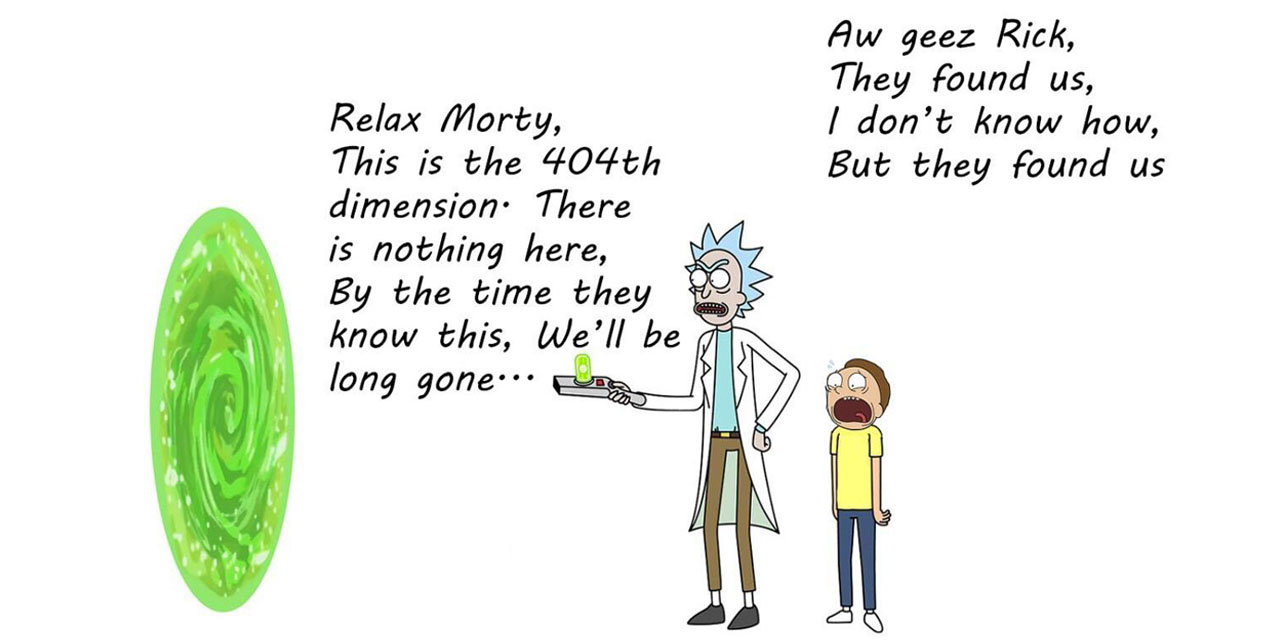 Aw geez Rick,
They found us,
I don't know how,
But they found us
Relax Morty,
This is the 404th
dimension. There
is nothing here,
By the time they
know this, We'll be
long gone...